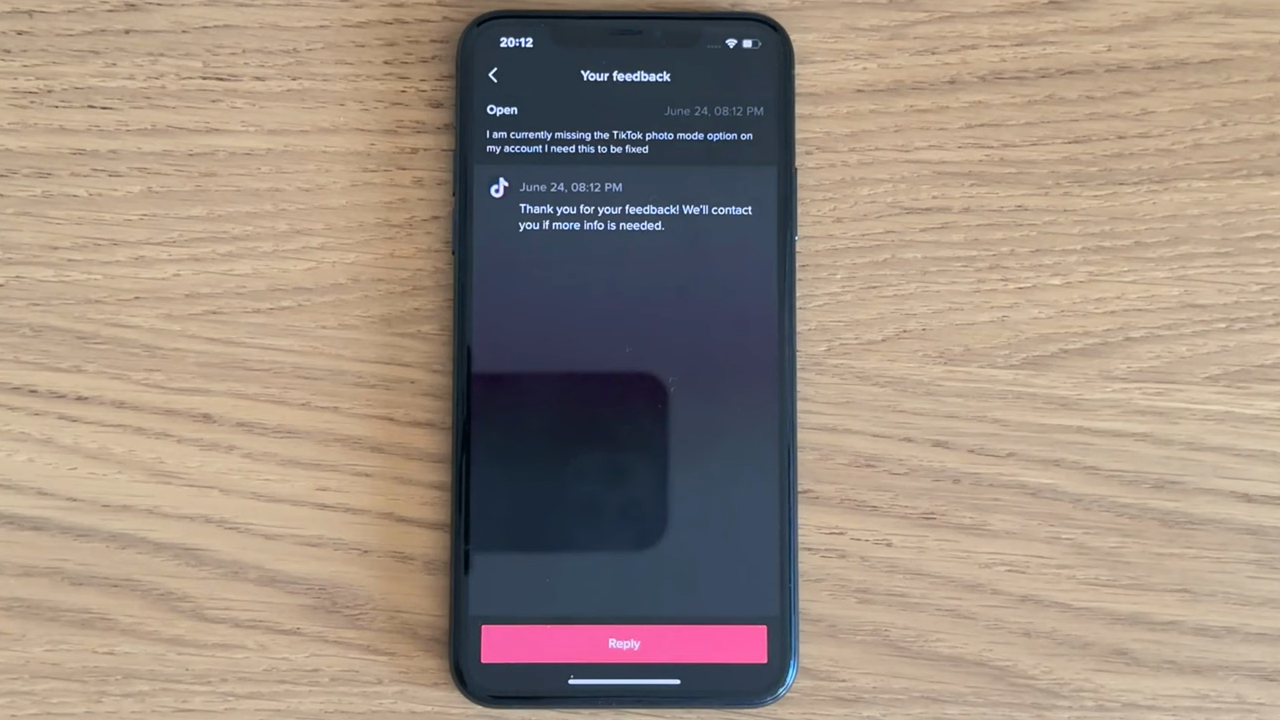 20:12
Your feedback
Open
June 24, 08:12 PM
I am currently missing the TikTok photo mode option on
my account I need this to be fixed
June 24, 08:12 PM
Thank you for your feedback! We'll contact
you if more info is needed.
Reply